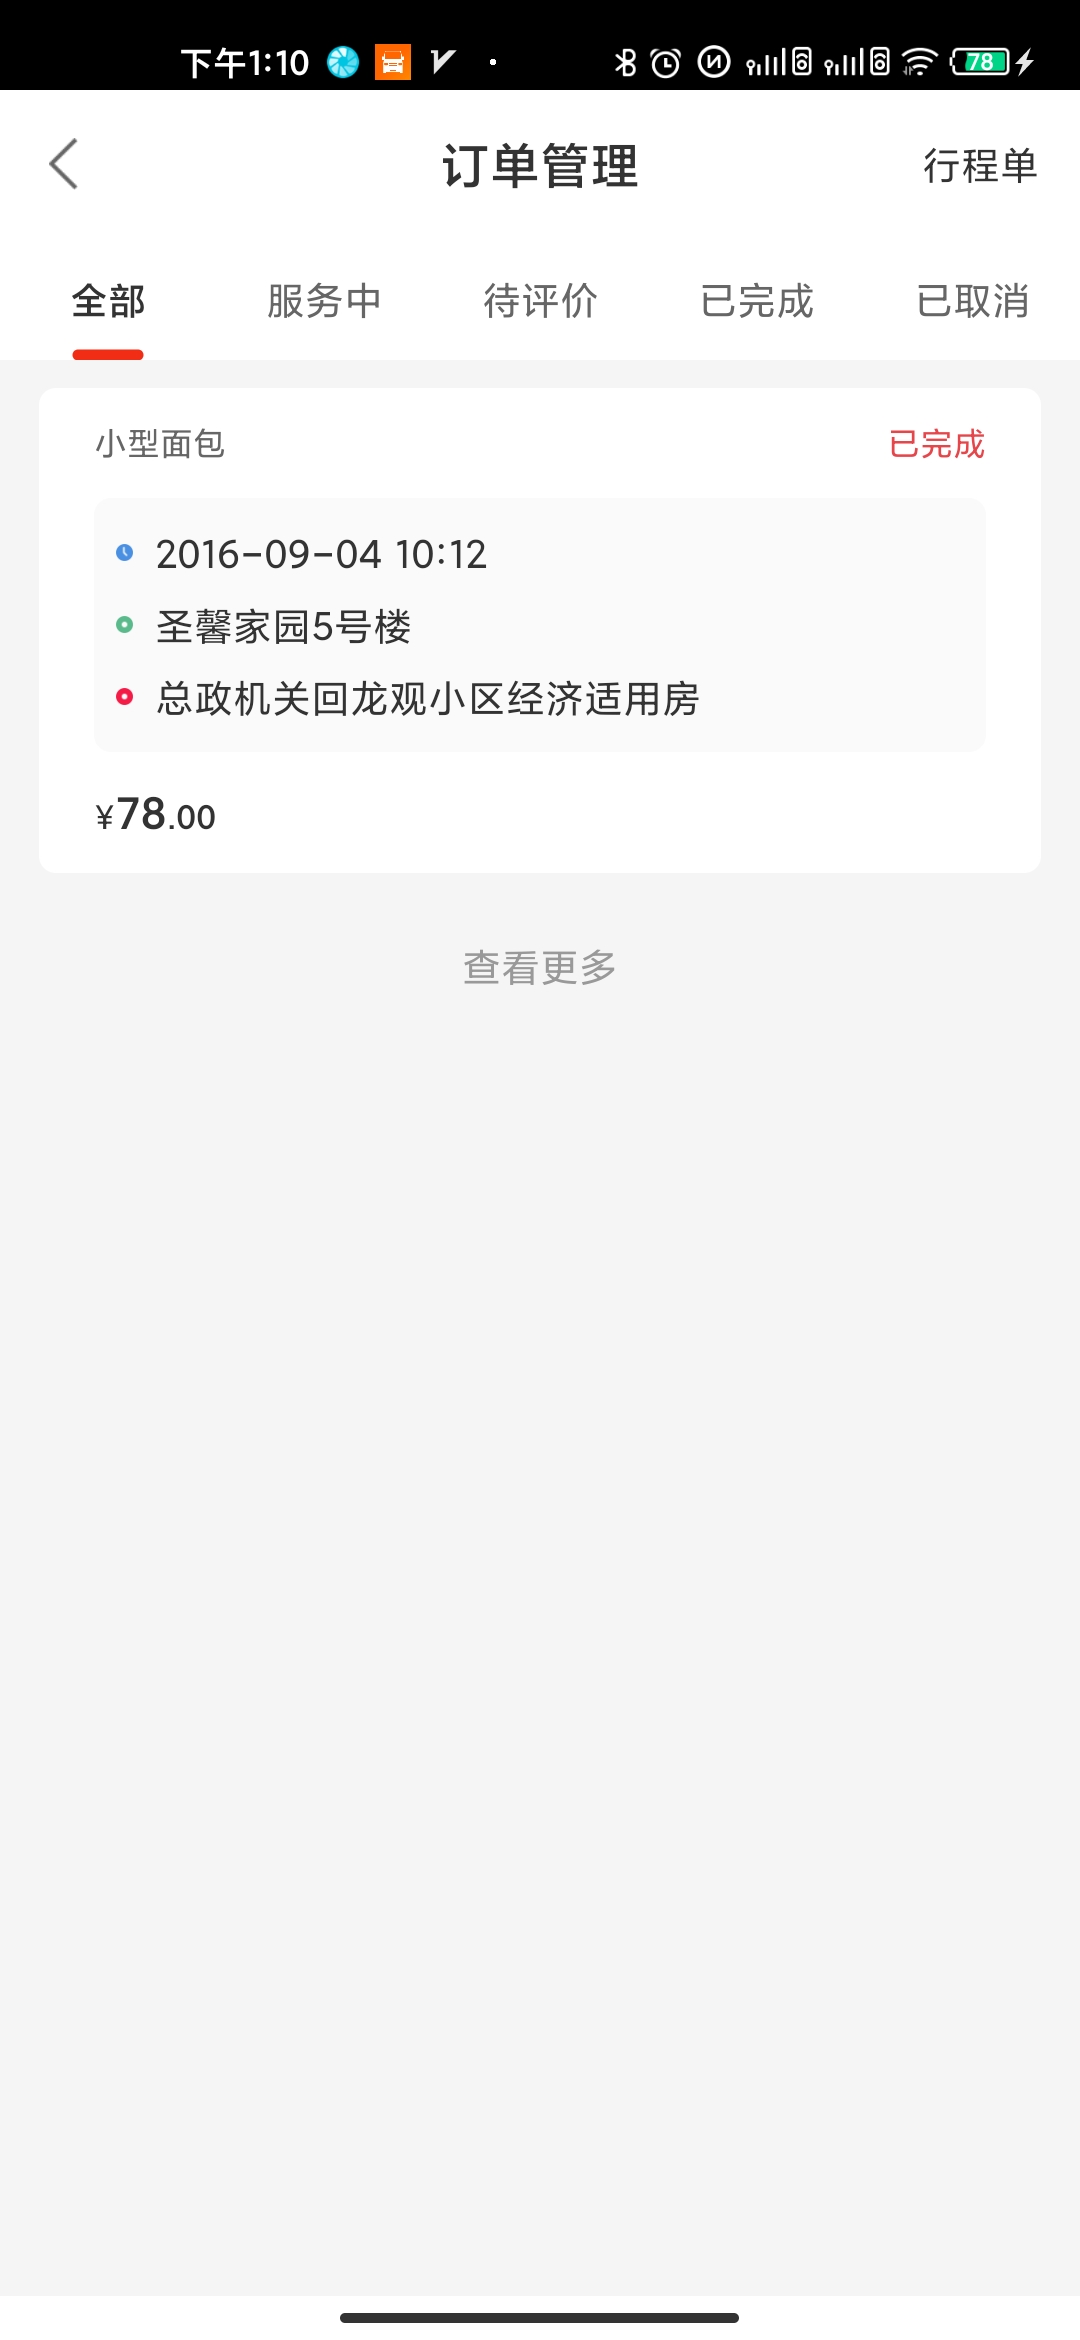 下午1:10 78
订单管理 行程单
全部 服务中 待评价 已完成 已取消
小型面包 已完成
2016-09-04 10:12
圣馨家园5号楼
总政机关回龙观小区经济适用房
¥78.00
查看更多